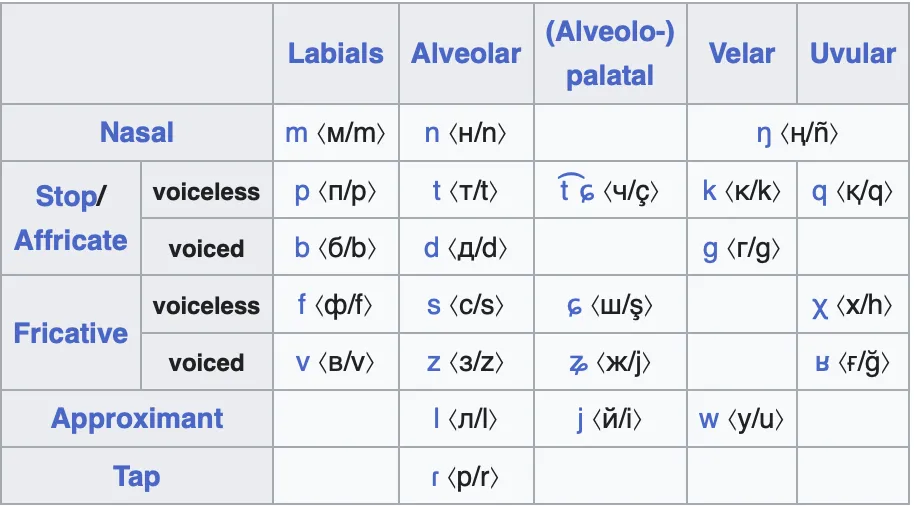 Labials Alveolar (Alveolo-) palatal Velar Uvular
Nasal m ⟨м/m⟩ n ⟨н/n⟩ ŋ ⟨ң/ñ⟩
Stop/ Affricate voiceless p ⟨п/p⟩ t ⟨т/t⟩ t͡ɕ ⟨ч/ç⟩ k ⟨к/k⟩ q ⟨қ/q⟩
voiced b ⟨б/b⟩ d ⟨д/d⟩ g ⟨г/g⟩
Fricative voiceless f ⟨ф/f⟩ s ⟨с/s⟩ ɕ ⟨ш/ş⟩ χ ⟨х/h⟩
voiced v ⟨в/v⟩ z ⟨з/z⟩ ʑ ⟨ж/j⟩ ʁ ⟨ғ/ğ⟩
Approximant l ⟨л/l⟩ j ⟨й/i⟩ w ⟨у/u⟩
Tap ɾ ⟨р/r⟩